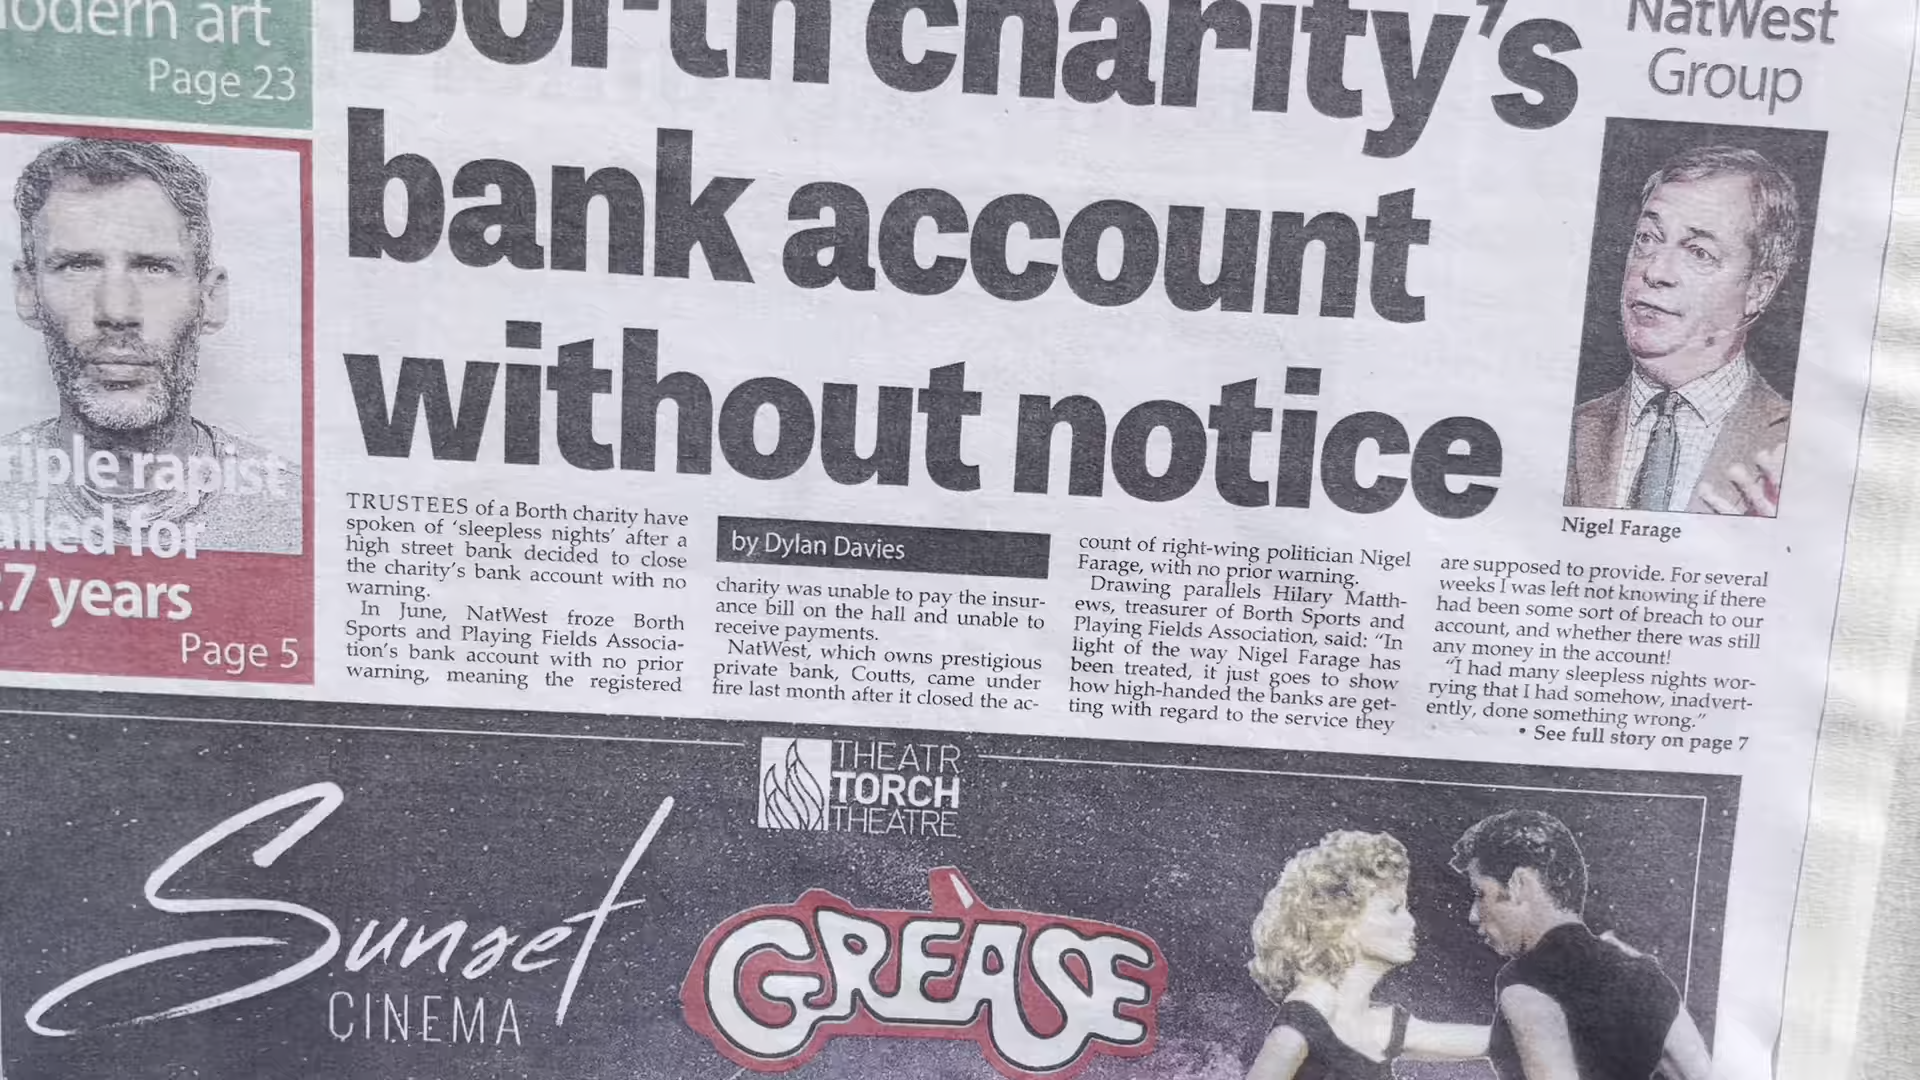 modern art
Page 23
Borth charity's
bank account
without notice
NatWest
Group
Nigel Farage
riple rapist
ailed for
27 years
Page 5
TRUSTEES of a Borth charity have
spoken of 'sleepless nights' after a
high street bank decided to close
the charity's bank account with no
warning.
In June, NatWest froze Borth
Sports and Playing Fields Associa-
tion's bank account with no prior
warning, meaning the registered
by Dylan Davies
charity was unable to pay the insur-
ance bill on the hall and unable to
receive payments.
NatWest, which owns prestigious
private bank, Coutts, came under
fire last month after it closed the ac-
count of right-wing politician Nigel
Farage, with no prior warning.
Drawing parallels Hilary Matth-
ews, treasurer of Borth Sports and
Playing Fields Association, said: "In
light of the way Nigel Farage has
been treated, it just goes to show
how high-handed the banks are get-
ting with regard to the service they
are supposed to provide. For several
weeks I was left not knowing if there
had been some sort of breach to our
account, and whether there was still
any money in the account!
"I had many sleepless nights wor-
rying that I had somehow, inadvert-
ently, done something wrong."
• See full story on page 7
THEATR
TORCH
THEATRE
Sunset
CINEMA
GREASE